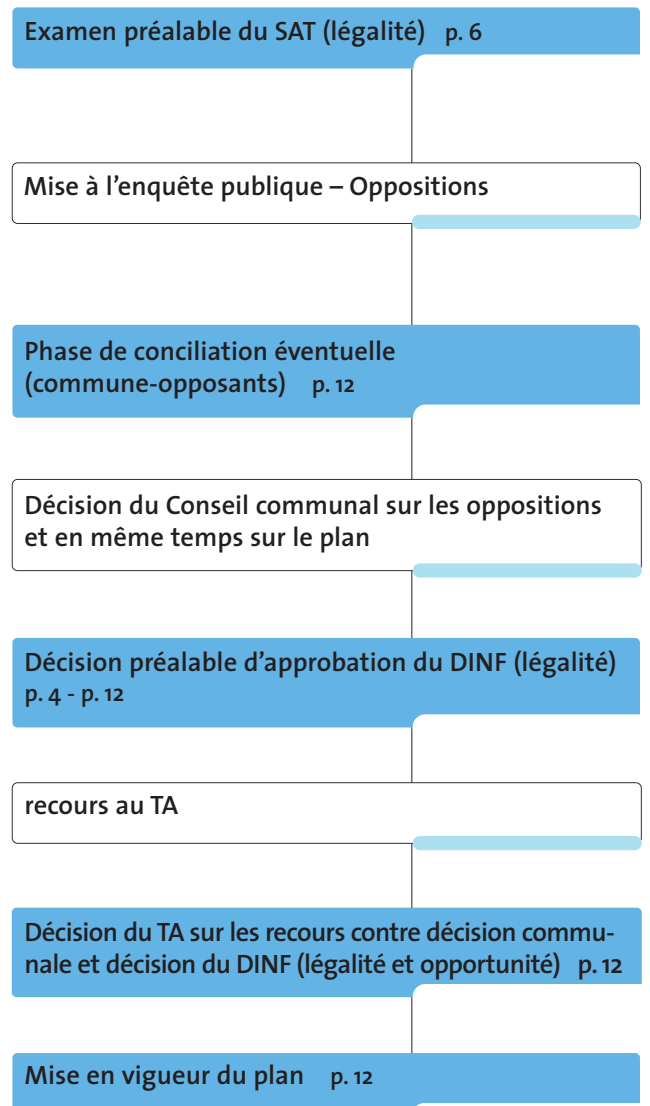 Examen préalable du SAT (légalité) p. 6
Mise à l’enquête publique – Oppositions
Phase de conciliation éventuelle
(commune-opposants) p. 12
Décision du Conseil communal sur les oppositions
et en même temps sur le plan
Décision préalable d’approbation du DINF (légalité)
p. 4 - p. 12
recours au TA
Décision du TA sur les recours contre décision commu-
nale et décision du DINF (légalité et opportunité) p. 12
Mise en vigueur du plan p. 12